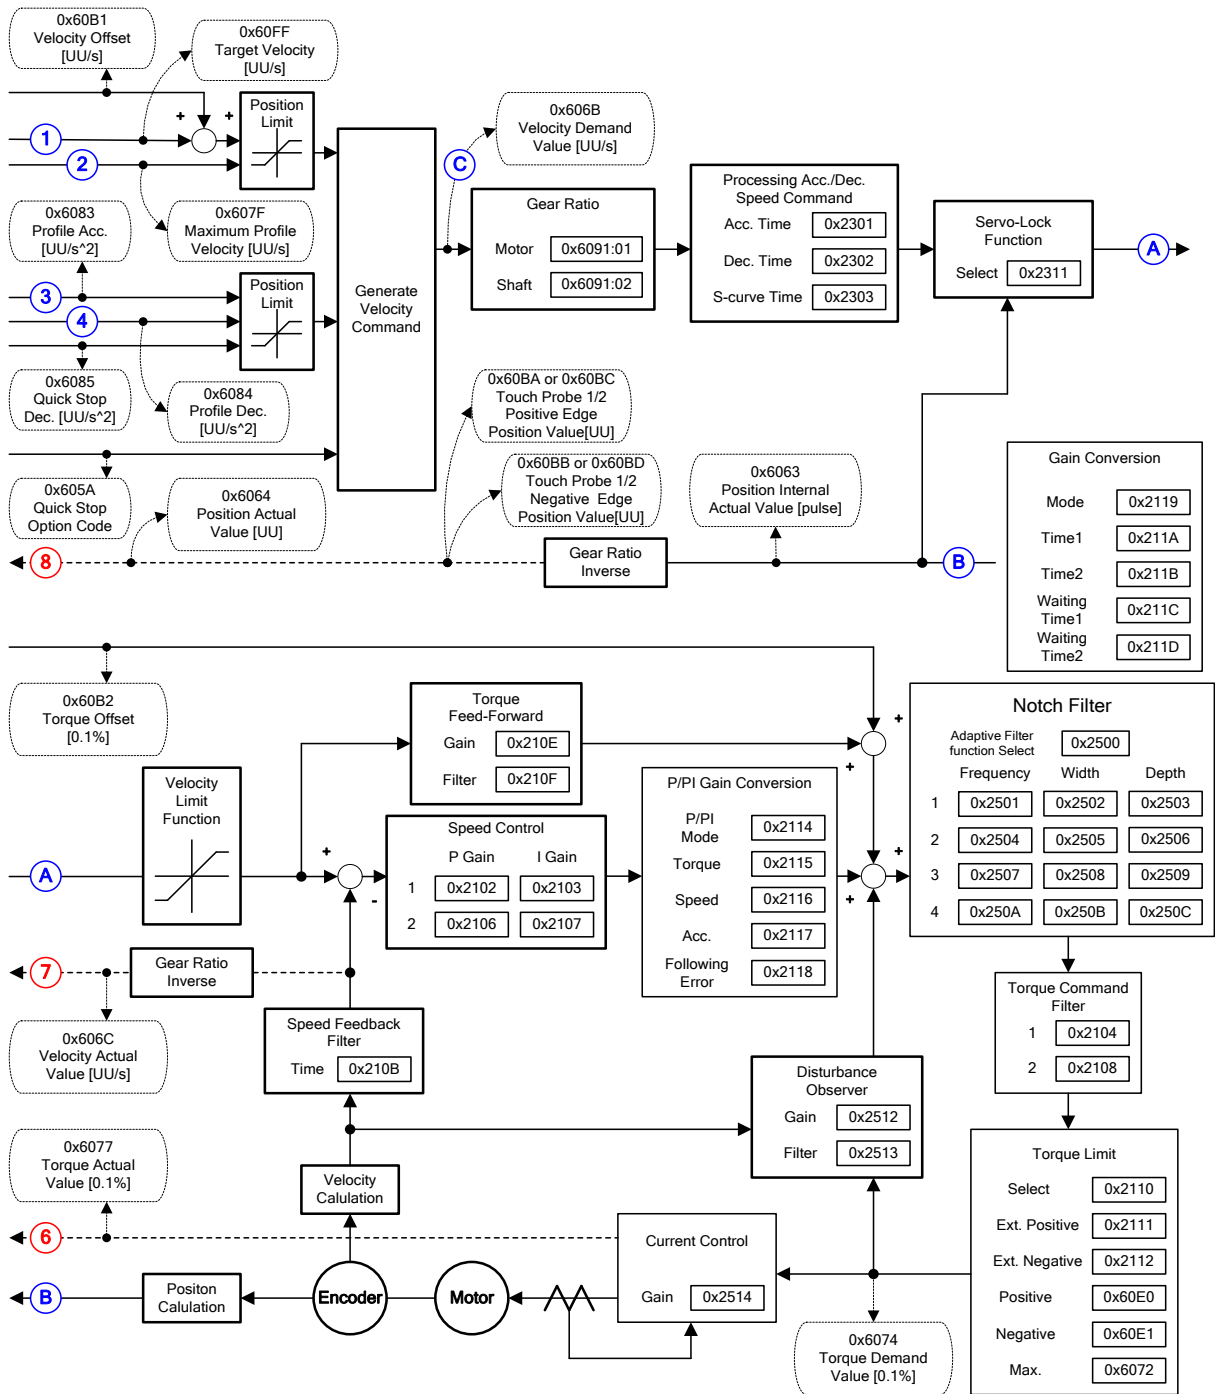 0x60B1
Velocity Offset
[UU/s]
0x60FF
Target Velocity
[UU/s]
+
+
1
2
Position
Limit
0x606B
Velocity Demand
Value [UU/s]
C
0x6083
Profile Acc.
[UU/s^2]
0x607F
Maximum Profile
Velocity [UU/s]
3
4
Position
Limit
Generate
Velocity
Command
Gear Ratio
Motor 0x6091:01
Shaft 0x6091:02
Processing Acc./Dec.
Speed Command
Acc. Time 0x2301
Dec. Time 0x2302
S-curve Time 0x2303
Servo-Lock
Function
Select 0x2311
A
0x6085
Quick Stop
Dec. [UU/s^2]
0x6084
Profile Dec.
[UU/s^2]
0x60BA or 0x60BC
Touch Probe 1/2
Positive Edge
Position Value[UU]
0x605A
Quick Stop
Option Code
0x6064
Position Actual
Value [UU]
0x60BB or 0x60BD
Touch Probe 1/2
Negative Edge
Position Value[UU]
0x6063
Position Internal
Actual Value [pulse]
8
Gear Ratio
Inverse
B
Gain Conversion
Mode 0x2119
Time1 0x211A
Time2 0x211B
Waiting
Time1 0x211C
Waiting
Time2 0x211D
0x60B2
Torque Offset
[0.1%]
Torque
Feed-Forward
Gain 0x210E
Filter 0x210F
+
+
Notch Filter
Adaptive Filter
function Select 0x2500
Frequency Width Depth
1 0x2501 0x2502 0x2503
2 0x2504 0x2505 0x2506
3 0x2507 0x2508 0x2509
4 0x250A 0x250B 0x250C
Velocity
Limit
Function
A
+
-
Speed Control
P Gain I Gain
1 0x2102 0x2103
2 0x2106 0x2107
P/PI Gain Conversion
P/PI
Mode 0x2114
Torque 0x2115
Speed 0x2116
Acc. 0x2117
Following
Error 0x2118
+
+
7
Gear Ratio
Inverse
0x606C
Velocity Actual
Value [UU/s]
Speed Feedback
Filter
Time 0x210B
Torque Command
Filter
1 0x2104
2 0x2108
Disturbance
Observer
Gain 0x2512
Filter 0x2513
0x6077
Torque Actual
Value [0.1%]
Velocity
Calulation
6
Current Control
Gain 0x2514
Torque Limit
Select 0x2110
Ext. Positive 0x2111
Ext. Negative 0x2112
Positive 0x60E0
Negative 0x60E1
Max. 0x6072
B
Positon
Calulation
Encoder
Motor
0x6074
Torque Demand
Value [0.1%]